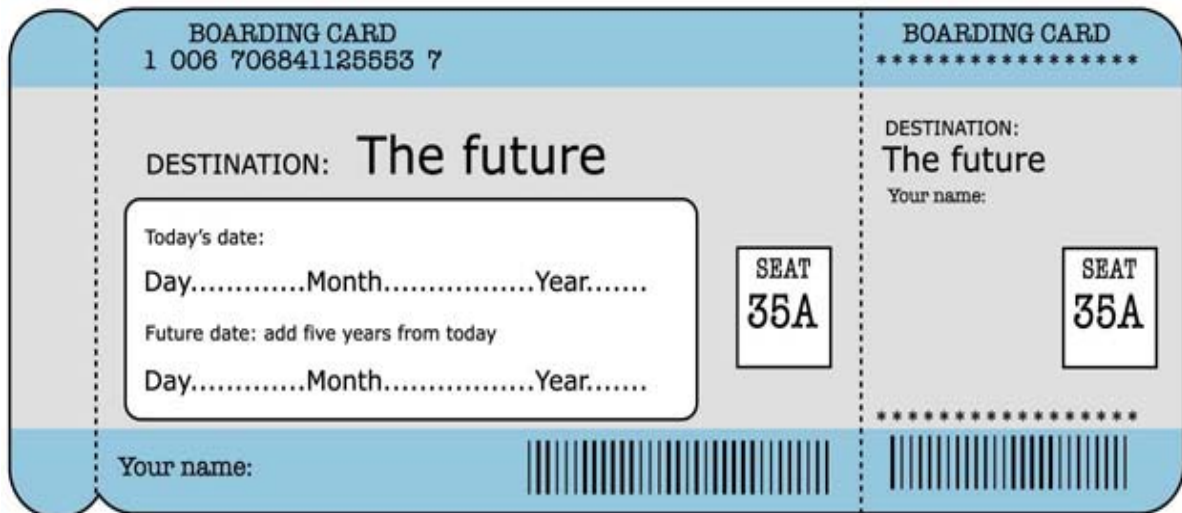 BOARDING CARD
1 006 706841125553 7
DESTINATION: The future
Today's date:
Day.............Month.................Year.......
Future date: add five years from today
Day.............Month.................Year.......
SEAT
35A
Your name:
BOARDING CARD
*****************
DESTINATION:
The future
Your name:
SEAT
35A
*****************